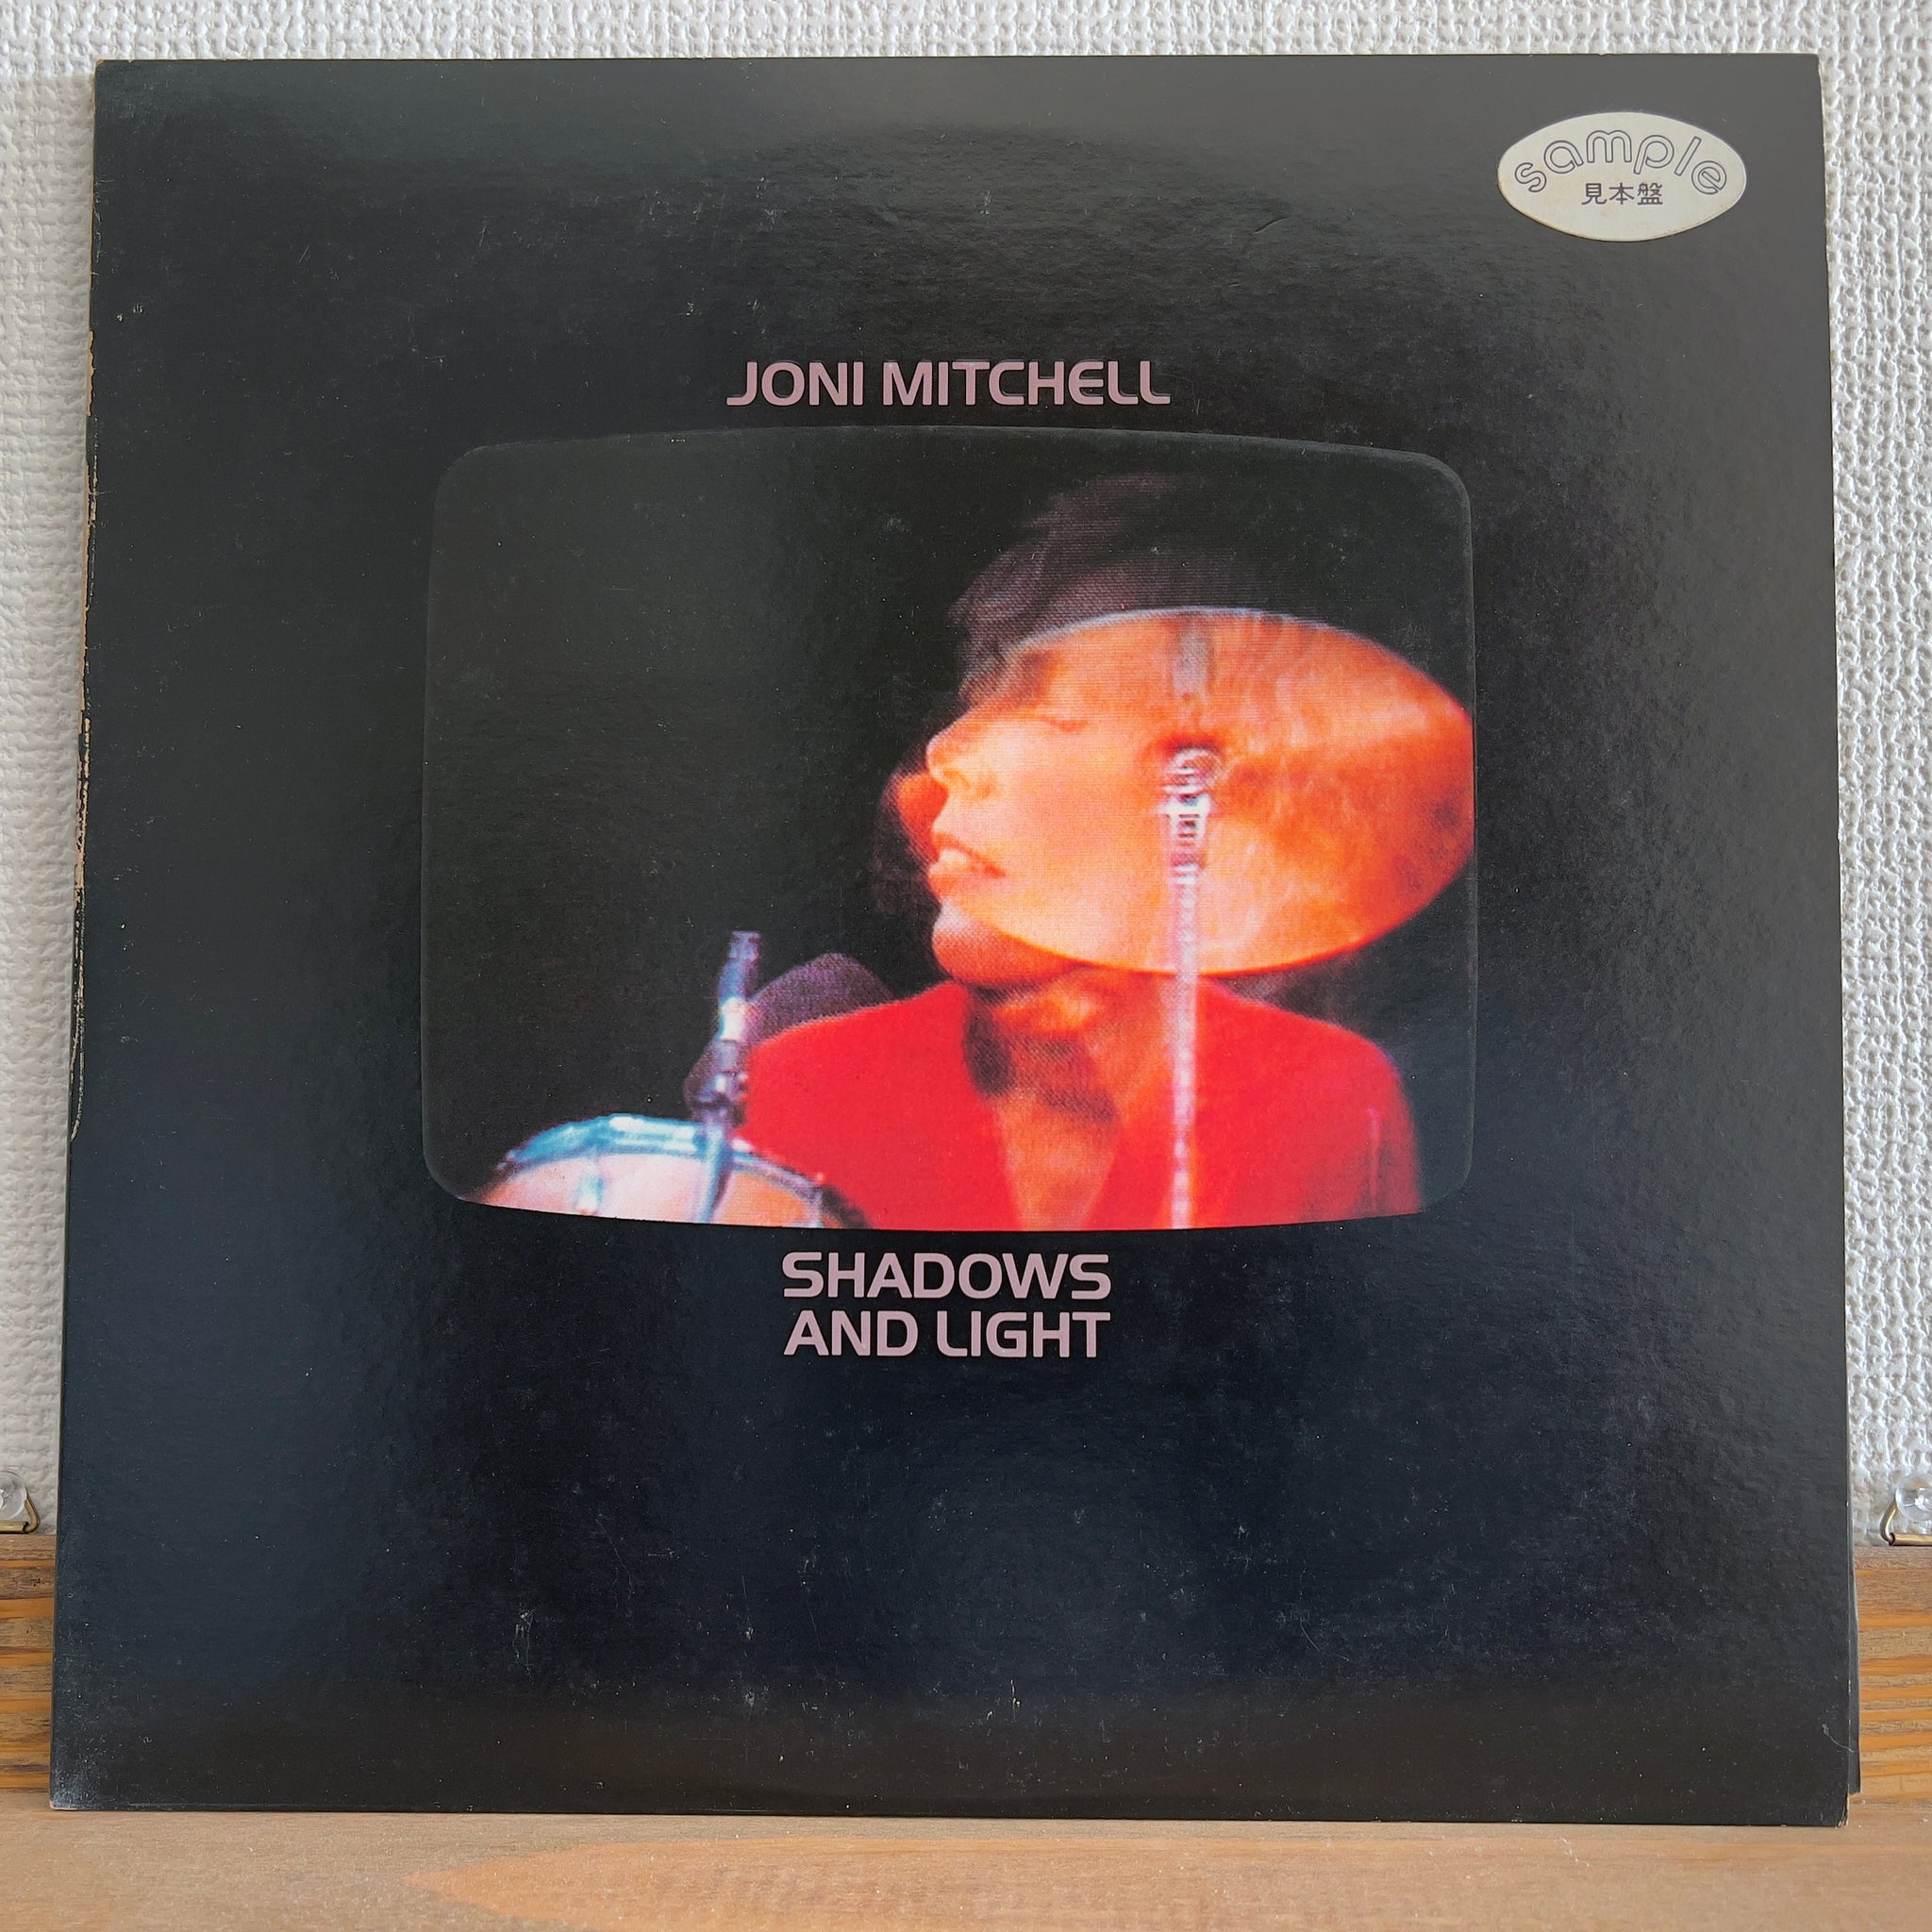 sample
見本盤
JONI MITCHELL
SHADOWS
AND LIGHT